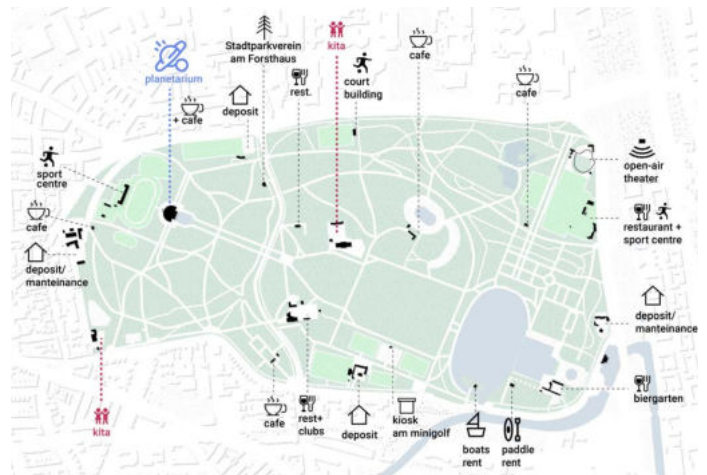 Stadtparkverein
am Forsthaus
kita
cafe
planetarium
+ cafe
deposit
rest.
court
building
cafe
sport
centre
open-air
theater
cafe
restaurant +
sport centre
deposit/
manteinance
deposit/
manteinance
biergarten
kita
cafe
rest+
clubs
deposit
kiosk
am minigolf
boats
rent
paddle
rent